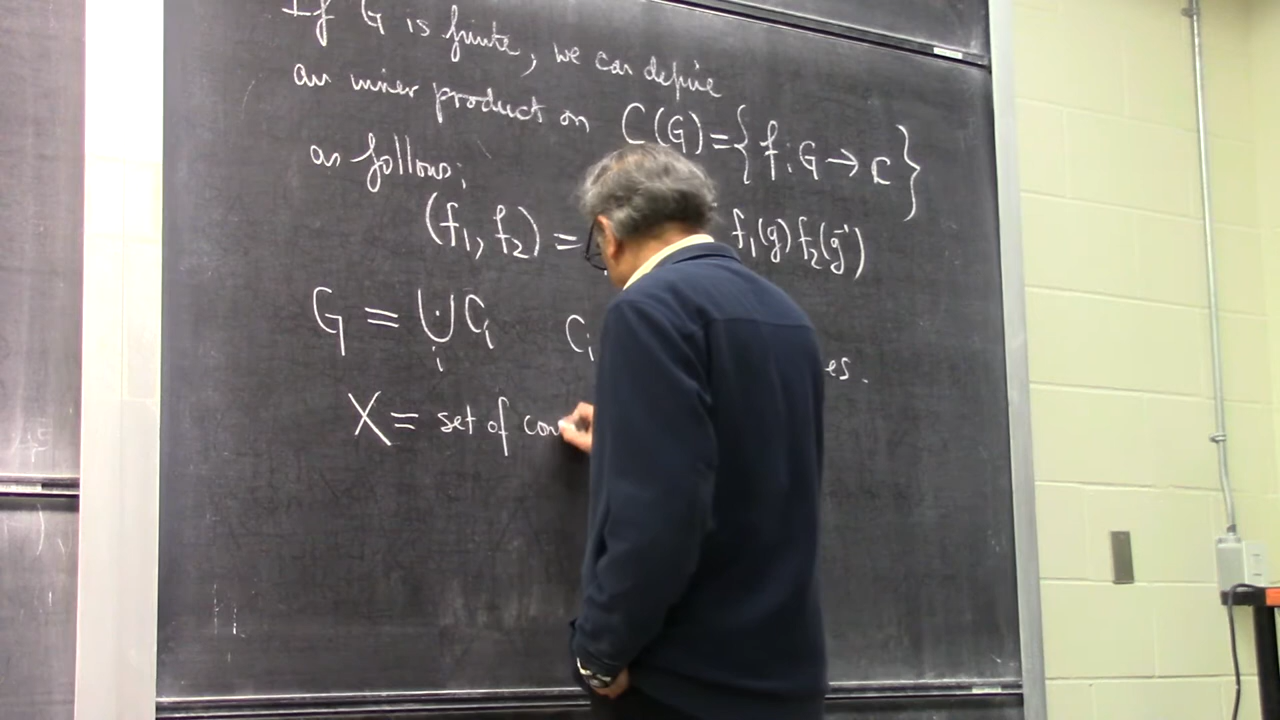 If G is finite, we can define
an inner product on C(G) = { f : G → ℂ }
as follows:
(f₁, f₂) = f₁(g) f₂(g⁻¹)
G = ⋃̇ᵢ Cᵢ Cᵢ es.
X = set of con